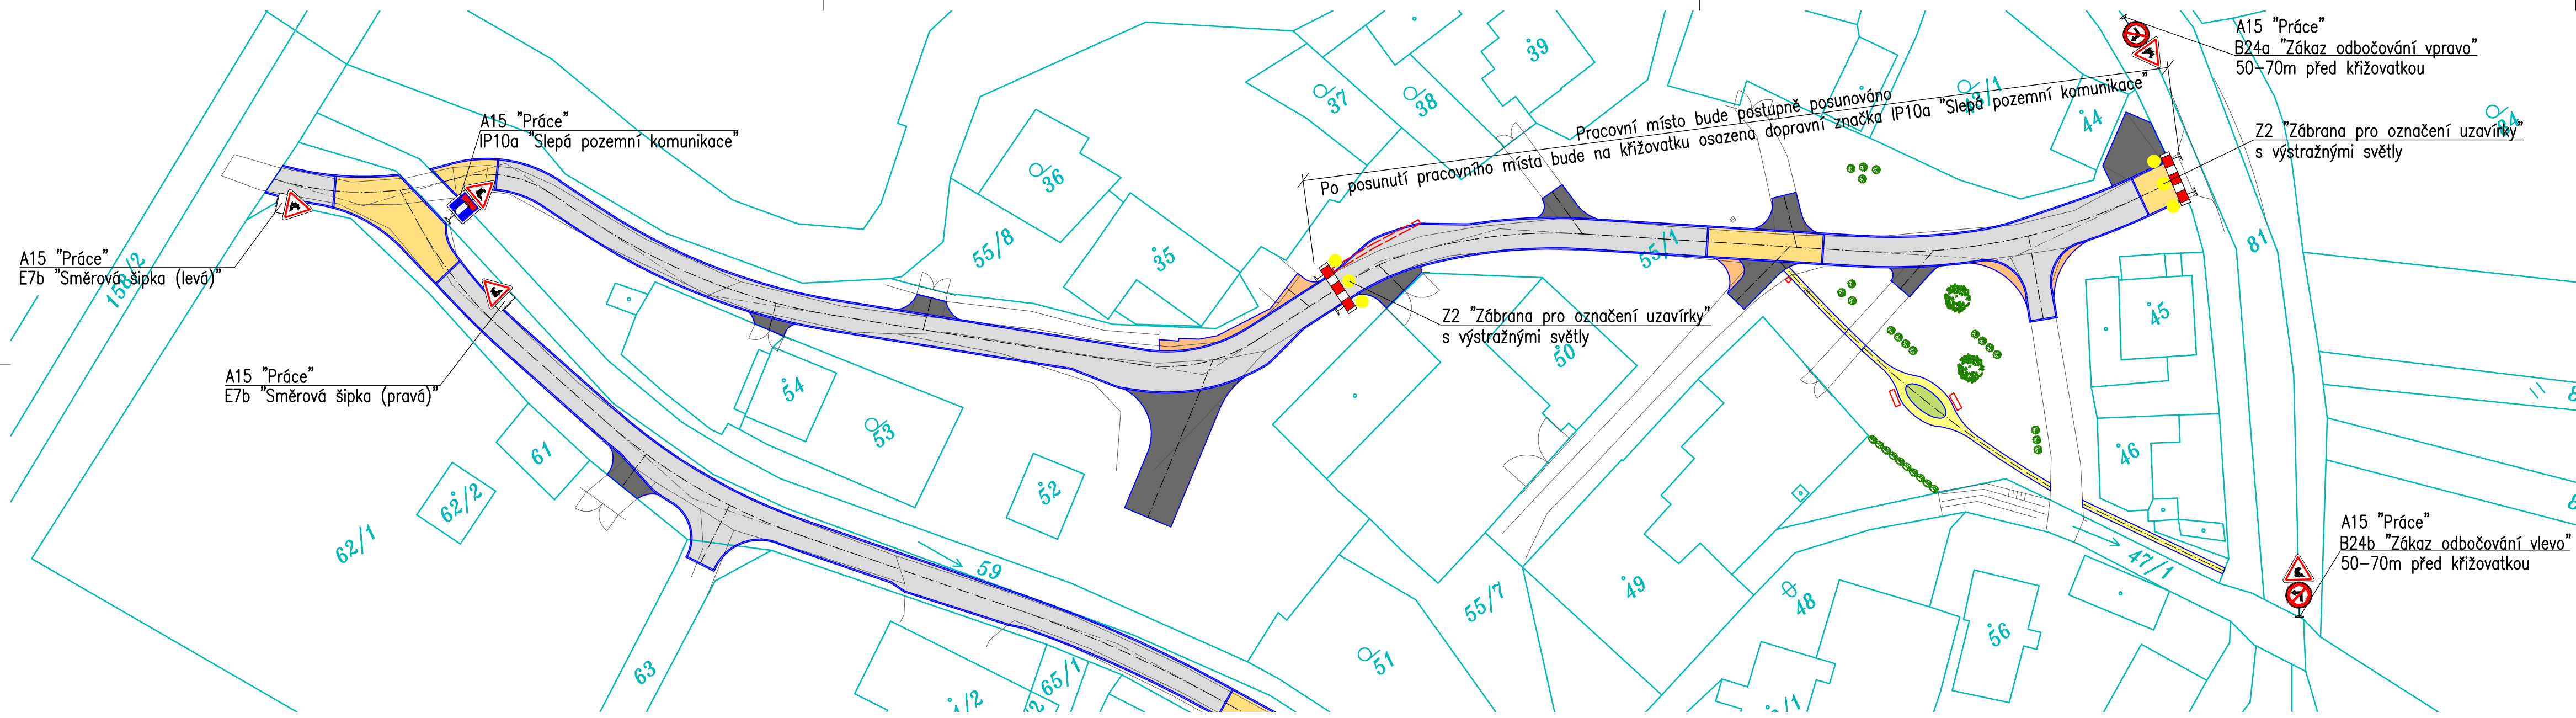 A15 "Práce"
B24a "Zákaz odbočování vpravo"
50-70m před křižovatkou
A15 "Práce"
IP10a "Slepá pozemní komunikace"
Pracovní místo bude postupně posunováno
Po posunutí pracovního místa bude na křižovatku osazena dopravní značka IP10a "Slepá pozemní komunikace"
Z2 "Zábrana pro označení uzavírky"
s výstražnými světly
A15 "Práce"
E7b "Směrová šipka (levá)"
A15 "Práce"
E7b "Směrová šipka (pravá)"
Z2 "Zábrana pro označení uzavírky"
s výstražnými světly
A15 "Práce"
B24b "Zákaz odbočování vlevo"
50-70m před křižovatkou
158/2
36
55/8
35
37
38
39
44
81
55/1
45
46
54
53
52
50
61
62/2
62/1
59
63
65/1
51
55/7
49
48
47/1
56